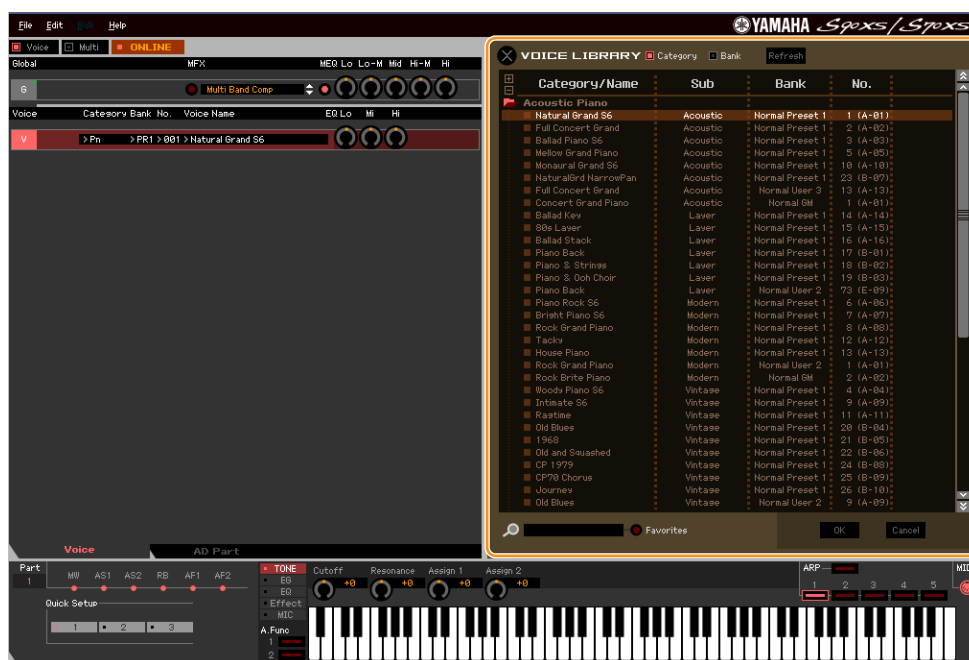 File Edit Bulk Help
YAMAHA S90XS/S70XS
Voice Multi ONLINE
Global MFX MEQ Lo Lo-M Mid Hi-M Hi
G Multi Band Comp
Voice Category Bank No. Voice Name EQ Lo Mi Hi
V >Pn >PR1 >001 >Natural Grand S6
VOICE LIBRARY Category Bank Refresh
Category/Name Sub Bank No.
Acoustic Piano
Natural Grand S6 Acoustic Normal Preset 1 1 (A-01)
Full Concert Grand Acoustic Normal Preset 1 2 (A-02)
Ballad Piano S6 Acoustic Normal Preset 1 3 (A-03)
Mellow Grand Piano Acoustic Normal Preset 1 5 (A-05)
Monaural Grand S6 Acoustic Normal Preset 1 10 (A-10)
NaturalGrd NarrowPan Acoustic Normal Preset 1 23 (B-07)
Full Concert Grand Acoustic Normal User 3 13 (A-13)
Concert Grand Piano Acoustic Normal GM 1 (A-01)
Ballad Key Layer Normal Preset 1 14 (A-14)
80s Layer Layer Normal Preset 1 15 (A-15)
Ballad Stack Layer Normal Preset 1 16 (A-16)
Piano Back Layer Normal Preset 1 17 (B-01)
Piano & Strings Layer Normal Preset 1 18 (B-02)
Piano & Ooh Choir Layer Normal Preset 1 19 (B-03)
Piano Back Layer Normal User 2 73 (E-09)
Piano Rock S6 Modern Normal Preset 1 6 (A-06)
Bright Piano S6 Modern Normal Preset 1 7 (A-07)
Rock Grand Piano Modern Normal Preset 1 8 (A-08)
Tacky Modern Normal Preset 1 12 (A-12)
House Piano Modern Normal Preset 1 13 (A-13)
Rock Grand Piano Modern Normal User 2 1 (A-01)
Rock Brite Piano Modern Normal GM 2 (A-02)
Woody Piano S6 Vintage Normal Preset 1 4 (A-04)
Intimate S6 Vintage Normal Preset 1 9 (A-09)
Ragtime Vintage Normal Preset 1 11 (A-11)
Old Blues Vintage Normal Preset 1 20 (B-04)
1968 Vintage Normal Preset 1 21 (B-05)
Old and Squashed Vintage Normal Preset 1 22 (B-06)
CP 1979 Vintage Normal Preset 1 24 (B-08)
CP70 Chorus Vintage Normal Preset 1 25 (B-09)
Journey Vintage Normal Preset 1 26 (B-10)
Old Blues Vintage Normal User 2 9 (A-09)
Favorites OK Cancel
Voice AD Part
Part 1 MW AS1 AS2 RB AF1 AF2
Quick Setup
1 2 3
TONE
EG
EQ
Effect
MIC
A.Func
1
2
Cutoff Resonance Assign 1 Assign 2
+0 +0 +0 +0
ARP
1 2 3 4 5
MID